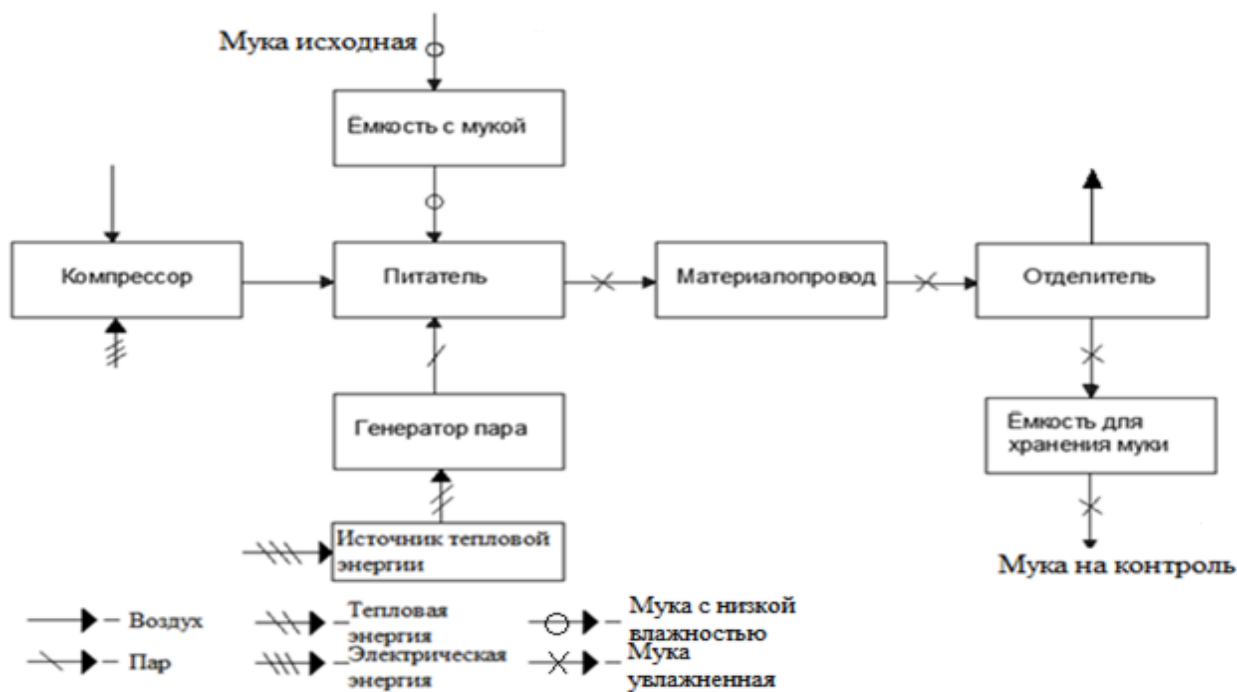 Мука исходная
Ёмкость с мукой
Компрессор
Питатель
Материалопровод
Отделитель
Генератор пара
Ёмкость для
хранения муки
Источник тепловой
энергии
Мука на контроль
– Воздух
– Тепловая
энергия
– Мука с низкой
влажностью
– Пар
– Электрическая
энергия
– Мука
увлажненная